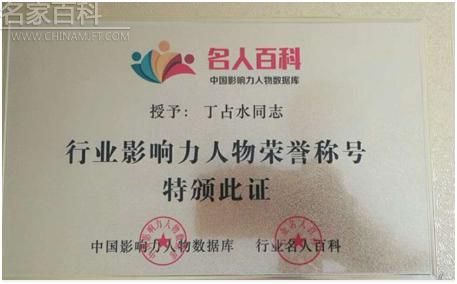 名家百科
WWW.CHINAMJFT.COM
名人百科
中国影响力人物数据库
授予：丁占水同志
行业影响力人物荣誉称号
特颁此证
中国影响力人物数据库 行业名人百科